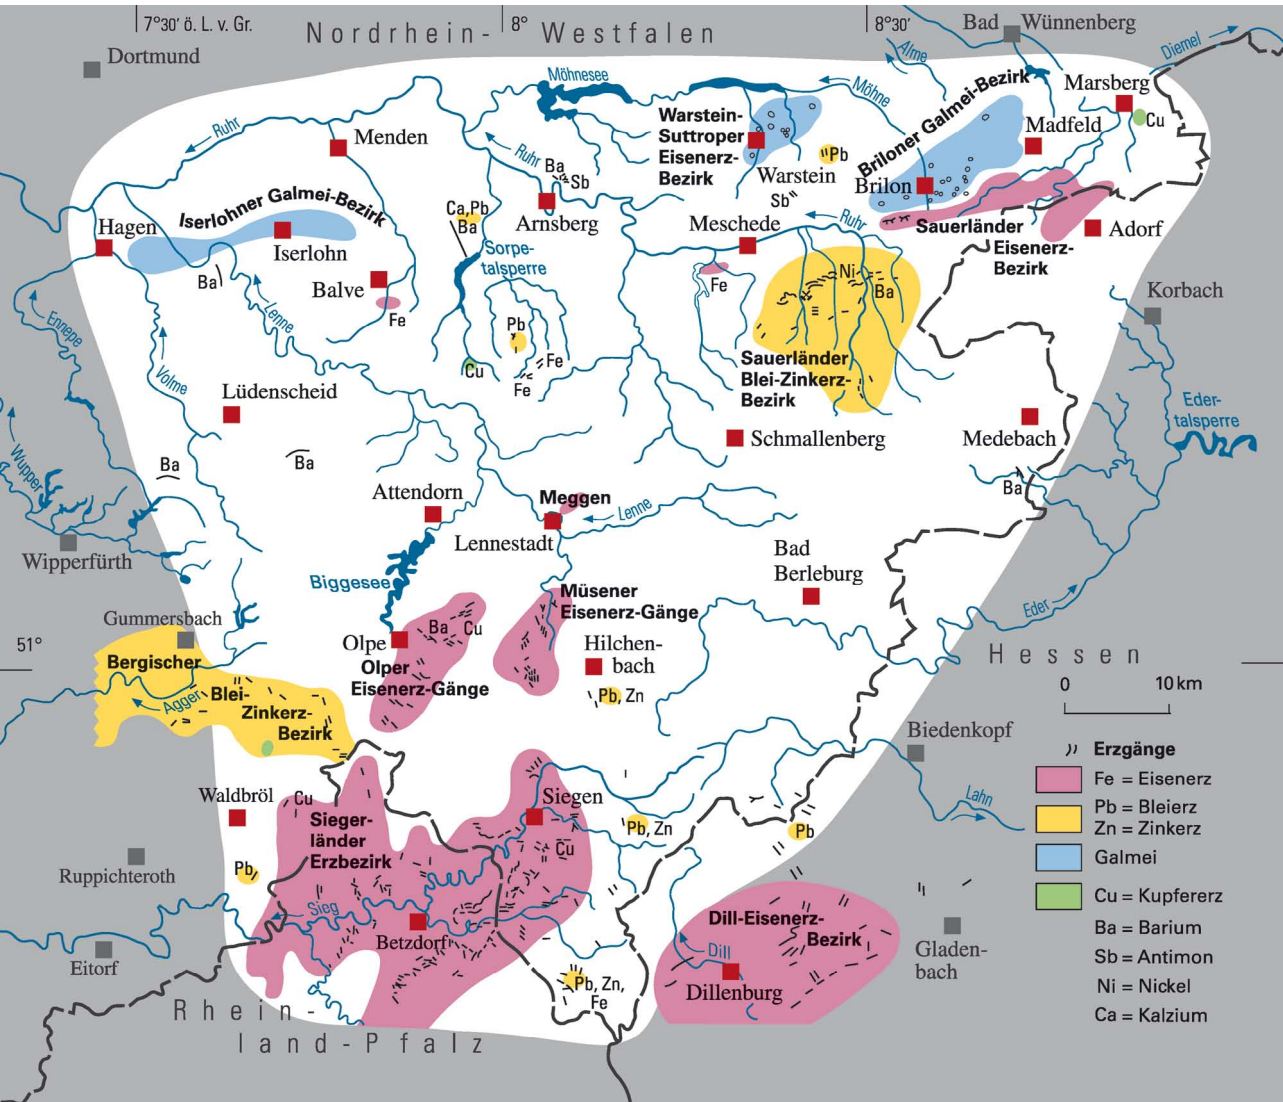 7°30′ ö. L. v. Gr.
8°
8°30′
Nordrhein- Westfalen
Bad Wünnenberg
Dortmund
Alme
Diemel
Möhnesee
Möhne
Marsberg
Cu
Ruhr
Menden
Warstein-
Suttroper
Eisenerz-
Bezirk
Briloner Galmei-Bezirk
Madfeld
Ruhr
Ba
Sb
Pb
Warstein
Sb
Brilon
Iserlohner Galmei-Bezirk
Ca,Pb
Ba
Arnsberg
Meschede
Ruhr
Hagen
Sauerländer
Eisenerz-
Bezirk
Adorf
Iserlohn
Sorpe-
talsperre
Ba
Balve
Fe
Fe
Ni
Ba
Korbach
Ennepe
Lenne
Pb
Fe
Fe
Cu
Volme
Sauerländer
Blei-Zinkerz-
Bezirk
Lüdenscheid
Eder-
talsperre
Schmallenberg
Medebach
Wupper
Ba
Ba
Ba
Attendorn
Meggen
Lenne
Lennestadt
Wipperfürth
Bad
Berleburg
Biggesee
Müsener
Eisenerz-Gänge
Eder
Gummersbach
Ba
Cu
51°
Olpe
Hilchen-
bach
Hessen
Bergischer
Blei-
Zinkerz-
Bezirk
Olper
Eisenerz-Gänge
Agger
Pb, Zn
0 10 km
Biedenkopf
Erzgänge
Fe = Eisenerz
Pb = Bleierz
Zn = Zinkerz
Galmei
Cu = Kupfererz
Ba = Barium
Sb = Antimon
Ni = Nickel
Ca = Kalzium
Waldbröl
Cu
Siegen
Lahn
Sieger-
länder
Erzbezirk
Pb, Zn
Pb
Cu
Ruppichteroth
Pb
Sieg
Dill-Eisenerz-
Bezirk
Betzdorf
Dill
Gladen-
bach
Eitorf
Pb, Zn,
Fe
Dillenburg
Rhein-
land-Pfalz